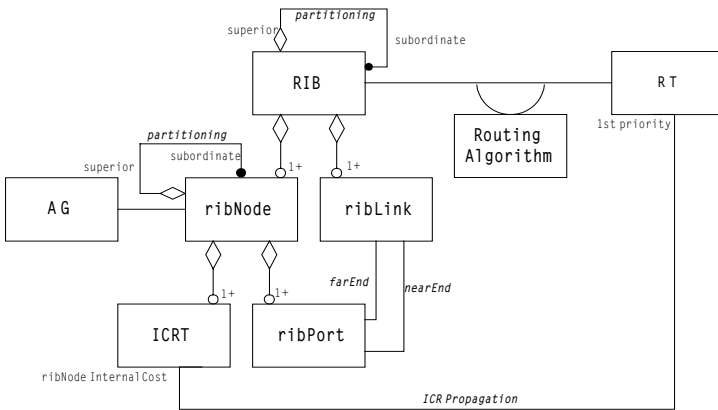 partitioning
superior
subordinate
RIB
RT
1st priority
Routing
Algorithm
partitioning
subordinate
superior
1+
1+
AG
ribNode
ribLink
farEnd
nearEnd
1+
1+
ICRT
ribPort
ribNode InternalCost
ICR Propagation